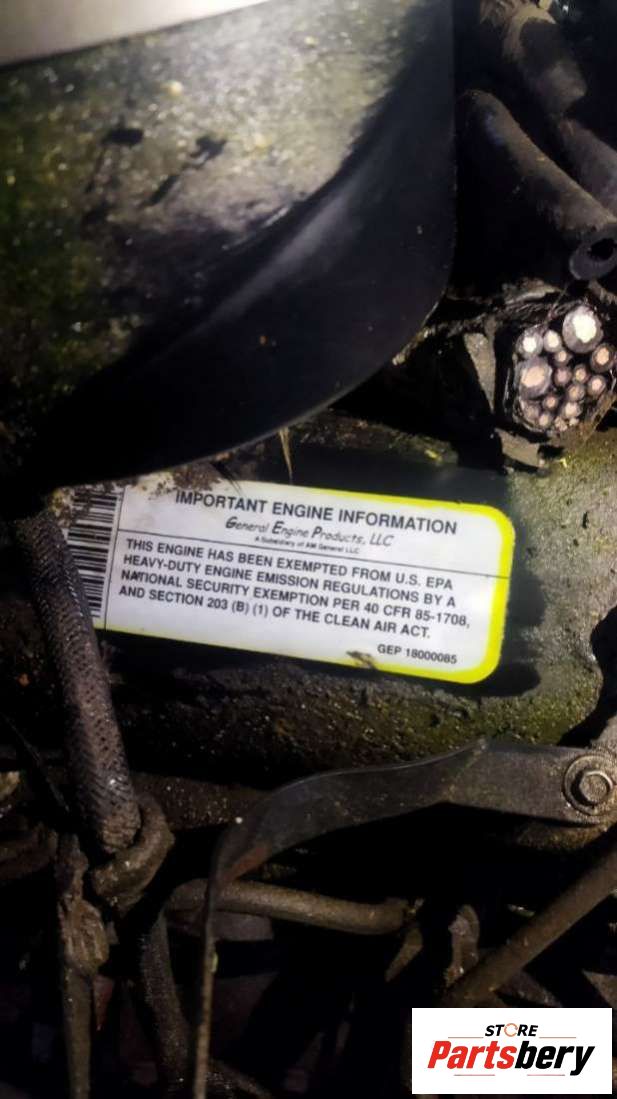 IMPORTANT ENGINE INFORMATION
General Engine Products, LLC
A Subsidiary of AM General LLC
THIS ENGINE HAS BEEN EXEMPTED FROM U.S. EPA
HEAVY-DUTY ENGINE EMISSION REGULATIONS BY A
NATIONAL SECURITY EXEMPTION PER 40 CFR 85-1708,
AND SECTION 203 (B) (1) OF THE CLEAN AIR ACT.
GEP 18000085
STORE
Partsbery